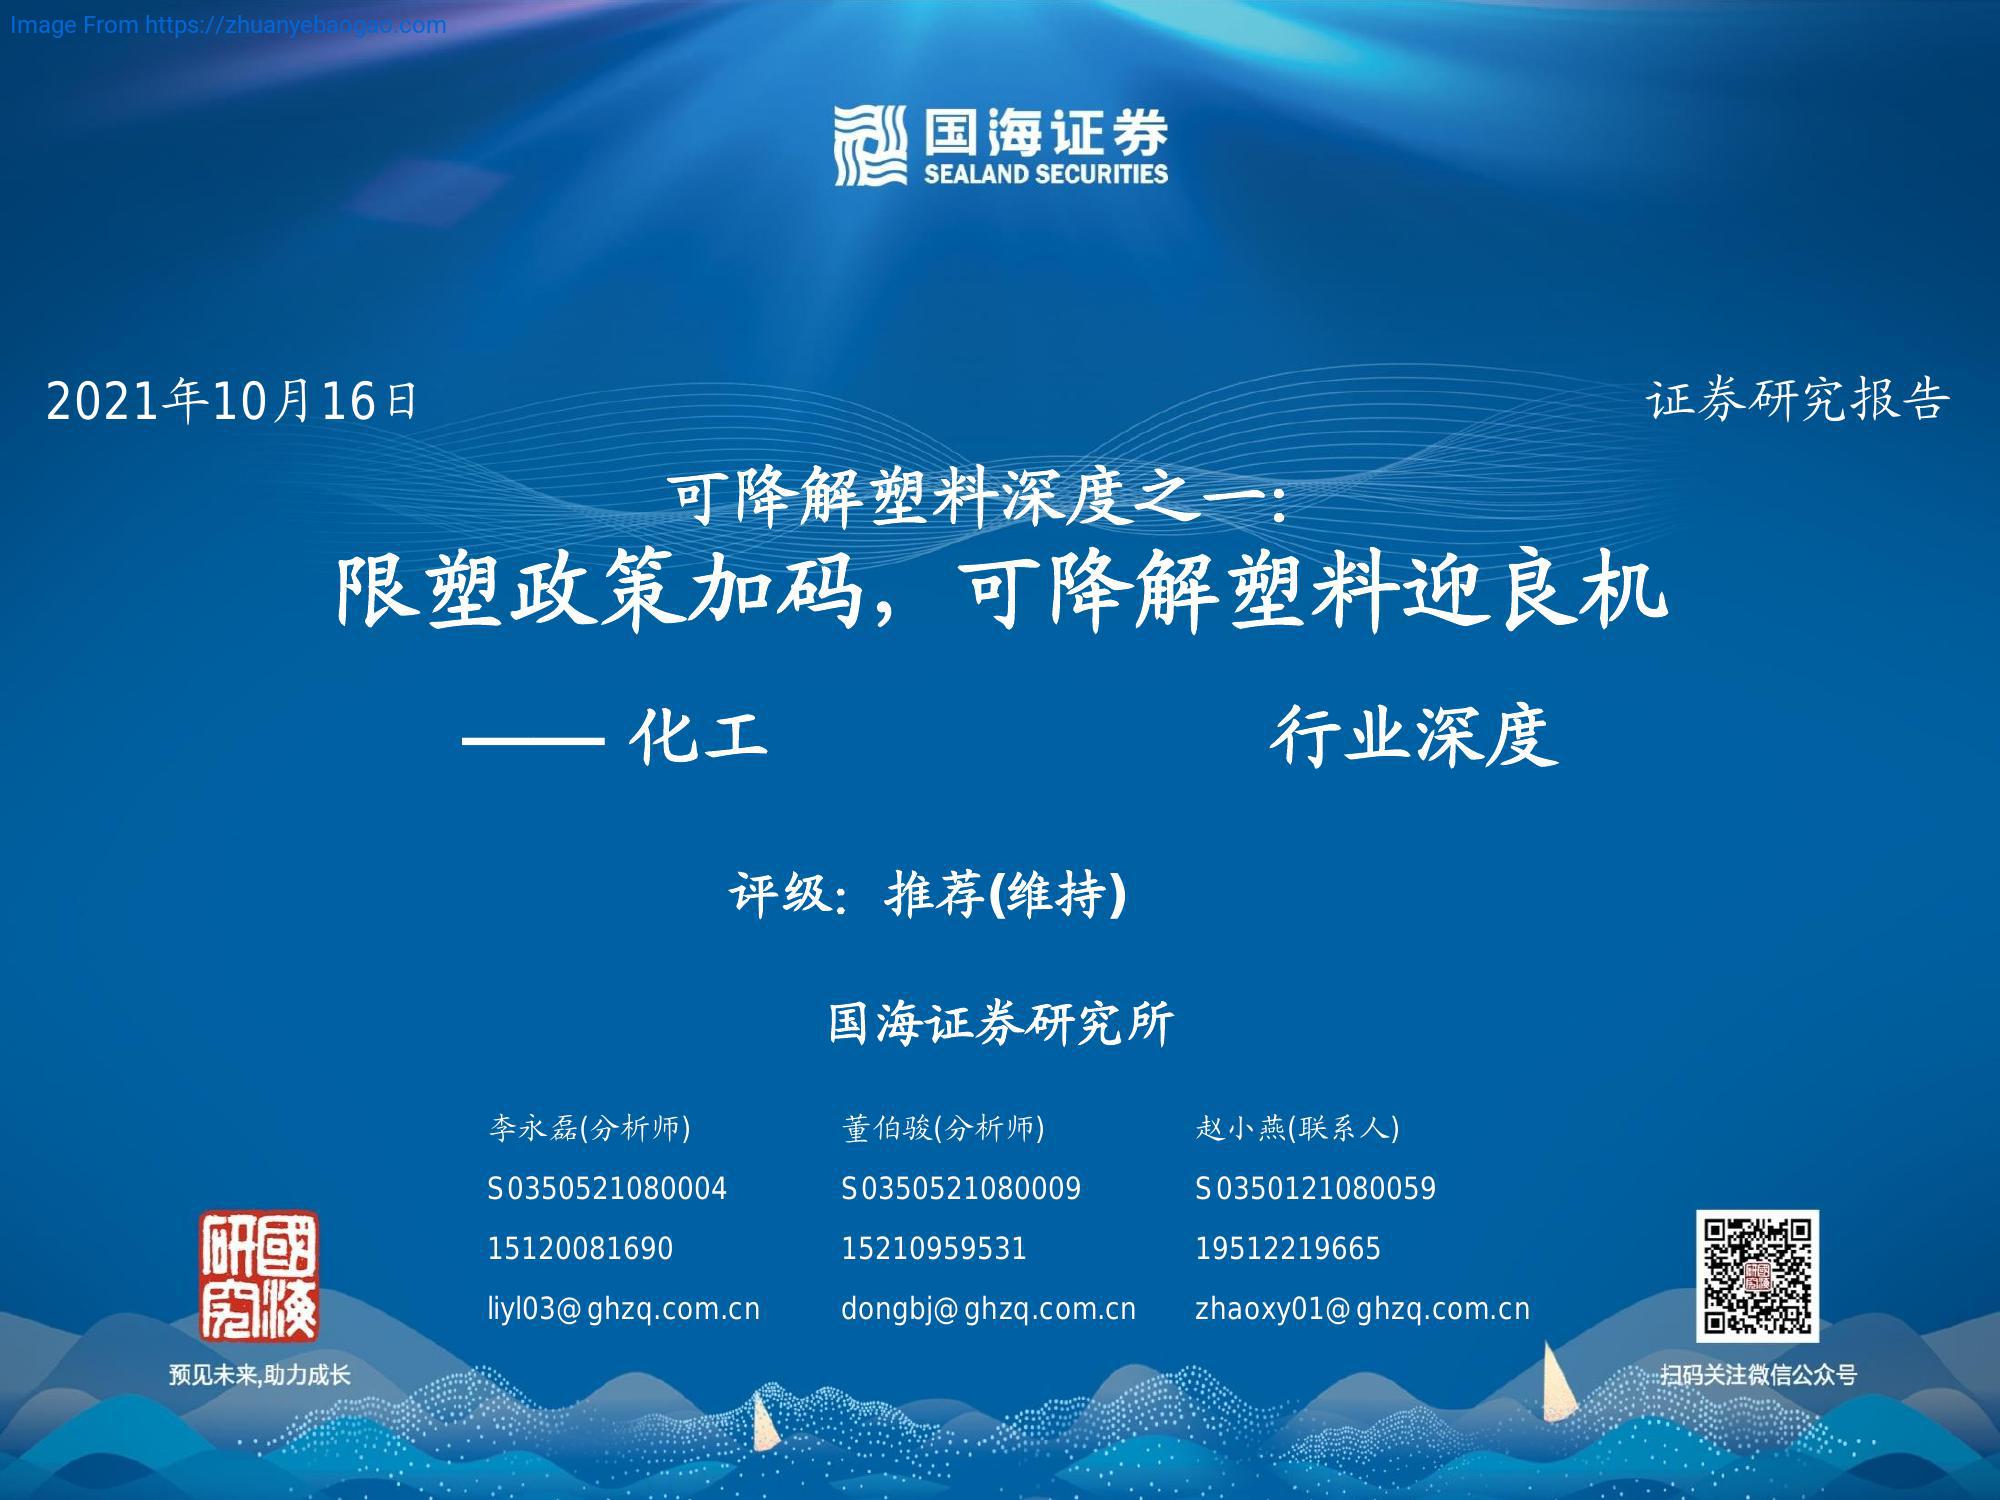 Image From https://zhuanyebaogao.com
国海证券
SEALAND SECURITIES
2021年10月16日
证券研究报告
可降解塑料深度之一：
限塑政策加码，可降解塑料迎良机
—— 化工 行业深度
评级：推荐(维持)
国海证券研究所
李永磊(分析师) 董伯骏(分析师) 赵小燕(联系人)
S0350521080004 S0350521080009 S0350121080059
15120081690 15210959531 19512219665
liyl03@ghzq.com.cn dongbj@ghzq.com.cn zhaoxy01@ghzq.com.cn
國海研究
预见未来,助力成长
扫码关注微信公众号